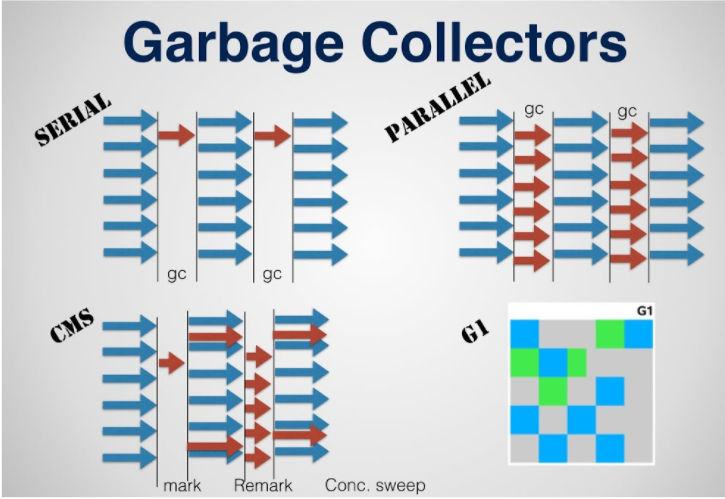 Garbage Collectors
SERIAL
gc
gc
PARALLEL
gc
gc
CMS
mark
Remark
Conc. sweep
G1
G1